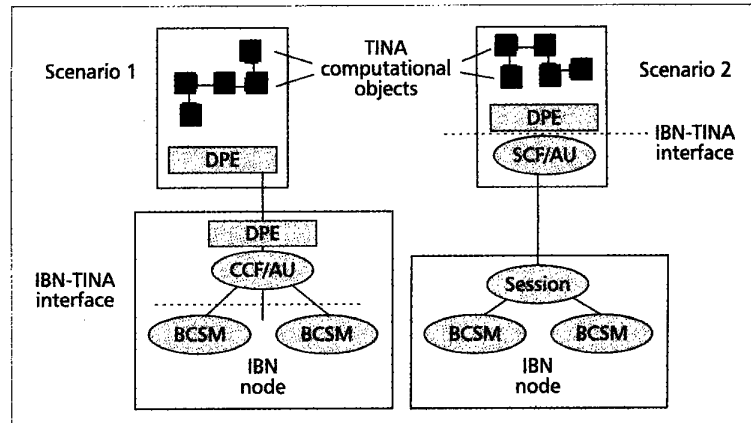 Scenario 1
TINA
computational
objects
Scenario 2
DPE
DPE
IBN-TINA
interface
SCF/AU
DPE
CCF/AU
IBN-TINA
interface
BCSM
BCSM
IBN
node
Session
BCSM
BCSM
IBN
node